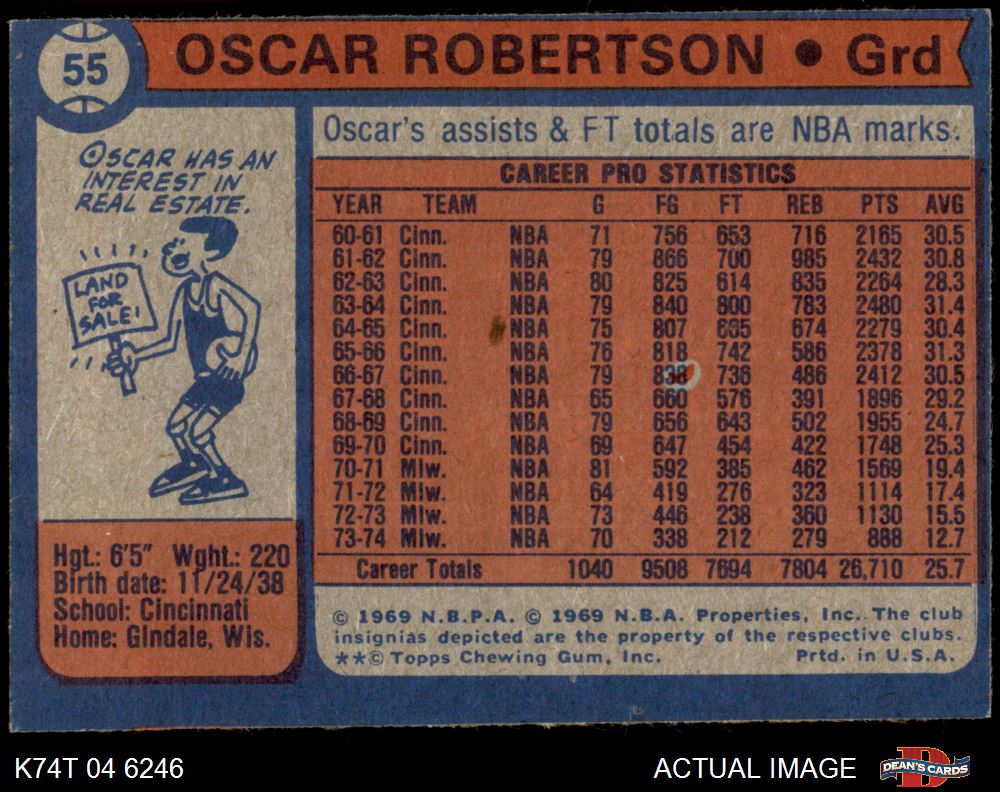 55
OSCAR ROBERTSON • Grd
OSCAR HAS AN
INTEREST IN
REAL ESTATE.
LAND
FOR
SALE!
Hgt.: 6'5" Wght.: 220
Birth date: 11/24/38
School: Cincinnati
Home: Glndale, Wis.
Oscar's assists & FT totals are NBA marks.
CAREER PRO STATISTICS
YEAR TEAM G FG FT REB PTS AVG
60-61 Cinn. NBA 71 756 653 716 2165 30.5
61-62 Cinn. NBA 79 866 700 985 2432 30.8
62-63 Cinn. NBA 80 825 614 835 2264 28.3
63-64 Cinn. NBA 79 840 800 783 2480 31.4
64-65 Cinn. NBA 75 807 665 674 2279 30.4
65-66 Cinn. NBA 76 818 742 586 2378 31.3
66-67 Cinn. NBA 79 736 486 2412 30.5
67-68 Cinn. NBA 65 660 576 391 1896 29.2
68-69 Cinn. NBA 79 656 643 502 1955 24.7
69-70 Cinn. NBA 69 647 454 422 1748 25.3
70-71 Mlw. NBA 81 592 385 462 1569 19.4
71-72 Mlw. NBA 64 419 276 323 1114 17.4
72-73 Mlw. NBA 73 446 238 360 1130 15.5
73-74 Mlw. NBA 70 338 212 279 888 12.7
Career Totals 1040 9508 7694 7804 26,710 25.7
© 1969 N.B.P.A. © 1969 N.B.A. Properties, Inc. The club
insignias depicted are the property of the respective clubs.
**© Topps Chewing Gum, Inc. Prtd. in U.S.A.
K74T 04 6246
ACTUAL IMAGE
DEAN'S CARDS